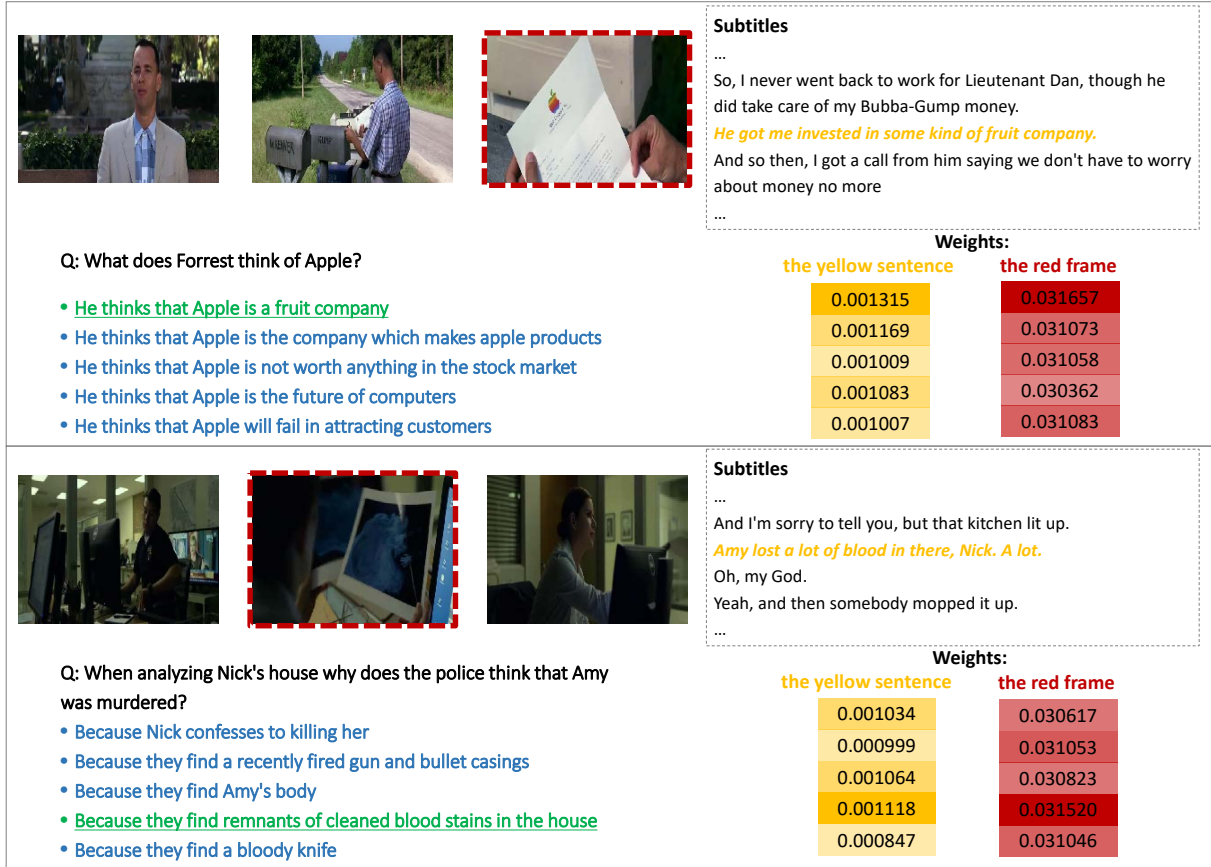 Subtitles
...
So, I never went back to work for Lieutenant Dan, though he
did take care of my Bubba-Gump money.
He got me invested in some kind of fruit company.
And so then, I got a call from him saying we don't have to worry
about money no more
...
Q: What does Forrest think of Apple?
• He thinks that Apple is a fruit company
• He thinks that Apple is the company which makes apple products
• He thinks that Apple is not worth anything in the stock market
• He thinks that Apple is the future of computers
• He thinks that Apple will fail in attracting customers
Weights:
the yellow sentence the red frame
0.001315 0.031657
0.001169 0.031073
0.001009 0.031058
0.001083 0.030362
0.001007 0.031083
Subtitles
...
And I'm sorry to tell you, but that kitchen lit up.
Amy lost a lot of blood in there, Nick. A lot.
Oh, my God.
Yeah, and then somebody mopped it up.
...
Q: When analyzing Nick's house why does the police think that Amy
was murdered?
• Because Nick confesses to killing her
• Because they find a recently fired gun and bullet casings
• Because they find Amy's body
• Because they find remnants of cleaned blood stains in the house
• Because they find a bloody knife
Weights:
the yellow sentence the red frame
0.001034 0.030617
0.000999 0.031053
0.001064 0.030823
0.001118 0.031520
0.000847 0.031046